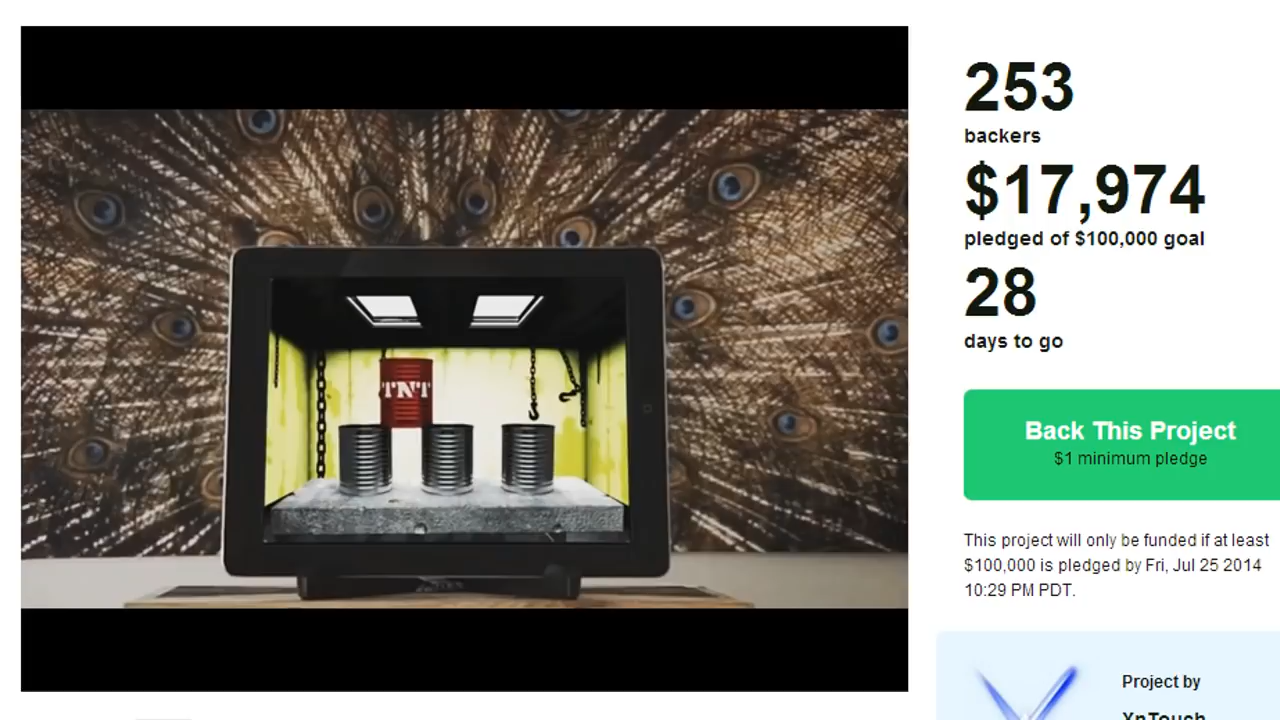 TNT
253
backers
$17,974
pledged of $100,000 goal
28
days to go
Back This Project
$1 minimum pledge
This project will only be funded if at least
$100,000 is pledged by Fri, Jul 25 2014
10:29 PM PDT.
Project by
XnTouch